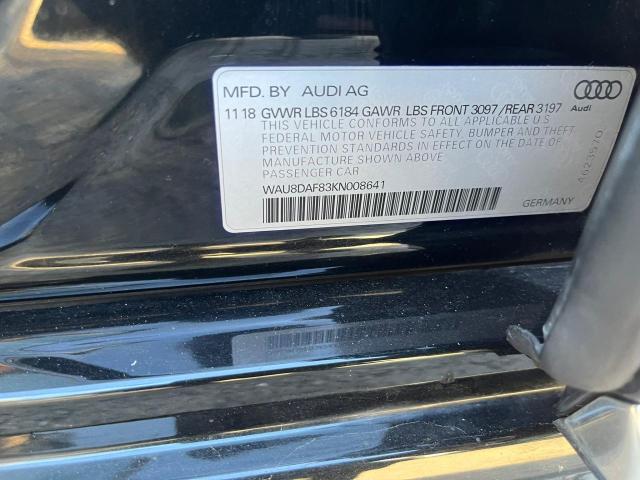 MFD. BY AUDI AG
11 18 GVWR LBS 6184 GAWR LBS FRONT 3097/REAR 3197
THIS VEHICLE CONFORMS TO ALL APPLICABLE U.S
FEDERAL MOTOR VEHICLE SAFETY, BUMPER AND THEFT
PREVENTION STANDARDS IN EFFECT ON THE DATE OF
MANUFACTURE SHOWN ABOVE
PASSENGER CAR
WAU8DAF83KN008641
GERMANY
Audi
A623570